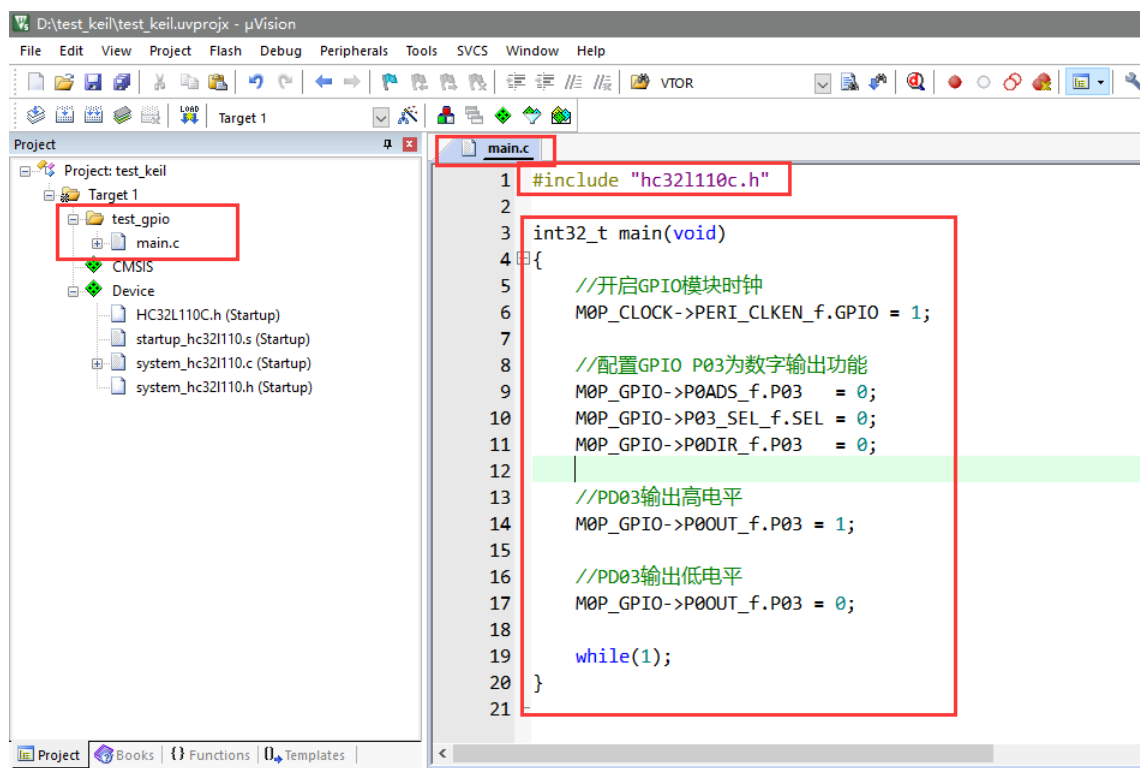 D:\test_keil\test_keil.uvprojx - µVision
File Edit View Project Flash Debug Peripherals Tools SVCS Window Help
VTOR
LOAD Target 1
Project
main.c
Project: test_keil
Target 1
test_gpio
main.c
CMSIS
Device
HC32L110C.h (Startup)
startup_hc32l110.s (Startup)
system_hc32l110.c (Startup)
system_hc32l110.h (Startup)
1 #include "hc32l110c.h"
2
3 int32_t main(void)
4 {
5 //开启GPIO模块时钟
6 M0P_CLOCK->PERI_CLKEN_f.GPIO = 1;
7
8 //配置GPIO P03为数字输出功能
9 M0P_GPIO->P0ADS_f.P03 = 0;
10 M0P_GPIO->P03_SEL_f.SEL = 0;
11 M0P_GPIO->P0DIR_f.P03 = 0;
12
13 //PD03输出高电平
14 M0P_GPIO->P0OUT_f.P03 = 1;
15
16 //PD03输出低电平
17 M0P_GPIO->P0OUT_f.P03 = 0;
18
19 while(1);
20 }
21
Project Books {} Functions 0 Templates